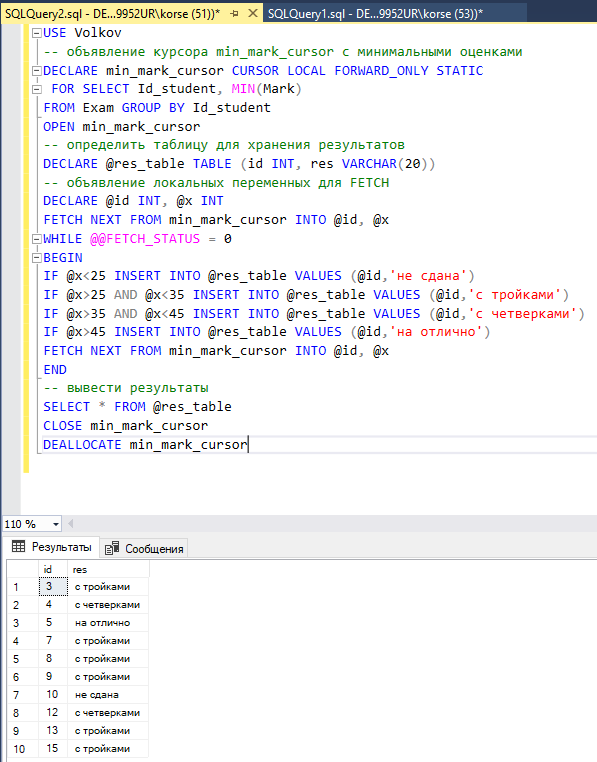 SQLQuery2.sql - DE...9952UR\korse (51))* SQLQuery1.sql - DE...9952UR\korse (53))*
USE Volkov
-- объявление курсора min_mark_cursor с минимальными оценками
DECLARE min_mark_cursor CURSOR LOCAL FORWARD_ONLY STATIC
FOR SELECT Id_student, MIN(Mark)
FROM Exam GROUP BY Id_student
OPEN min_mark_cursor
-- определить таблицу для хранения результатов
DECLARE @res_table TABLE (id INT, res VARCHAR(20))
-- объявление локальных переменных для FETCH
DECLARE @id INT, @x INT
FETCH NEXT FROM min_mark_cursor INTO @id, @x
WHILE @@FETCH_STATUS = 0
BEGIN
IF @x<25 INSERT INTO @res_table VALUES (@id,'не сдана')
IF @x>25 AND @x<35 INSERT INTO @res_table VALUES (@id,'с тройками')
IF @x>35 AND @x<45 INSERT INTO @res_table VALUES (@id,'с четверками')
IF @x>45 INSERT INTO @res_table VALUES (@id,'на отлично')
FETCH NEXT FROM min_mark_cursor INTO @id, @x
END
-- вывести результаты
SELECT * FROM @res_table
CLOSE min_mark_cursor
DEALLOCATE min_mark_cursor
110 %
Результаты Сообщения
id res
1 3 с тройками
2 4 с четверками
3 5 на отлично
4 7 с тройками
5 8 с тройками
6 9 с тройками
7 10 не сдана
8 12 с четверками
9 13 с тройками
10 15 с тройками